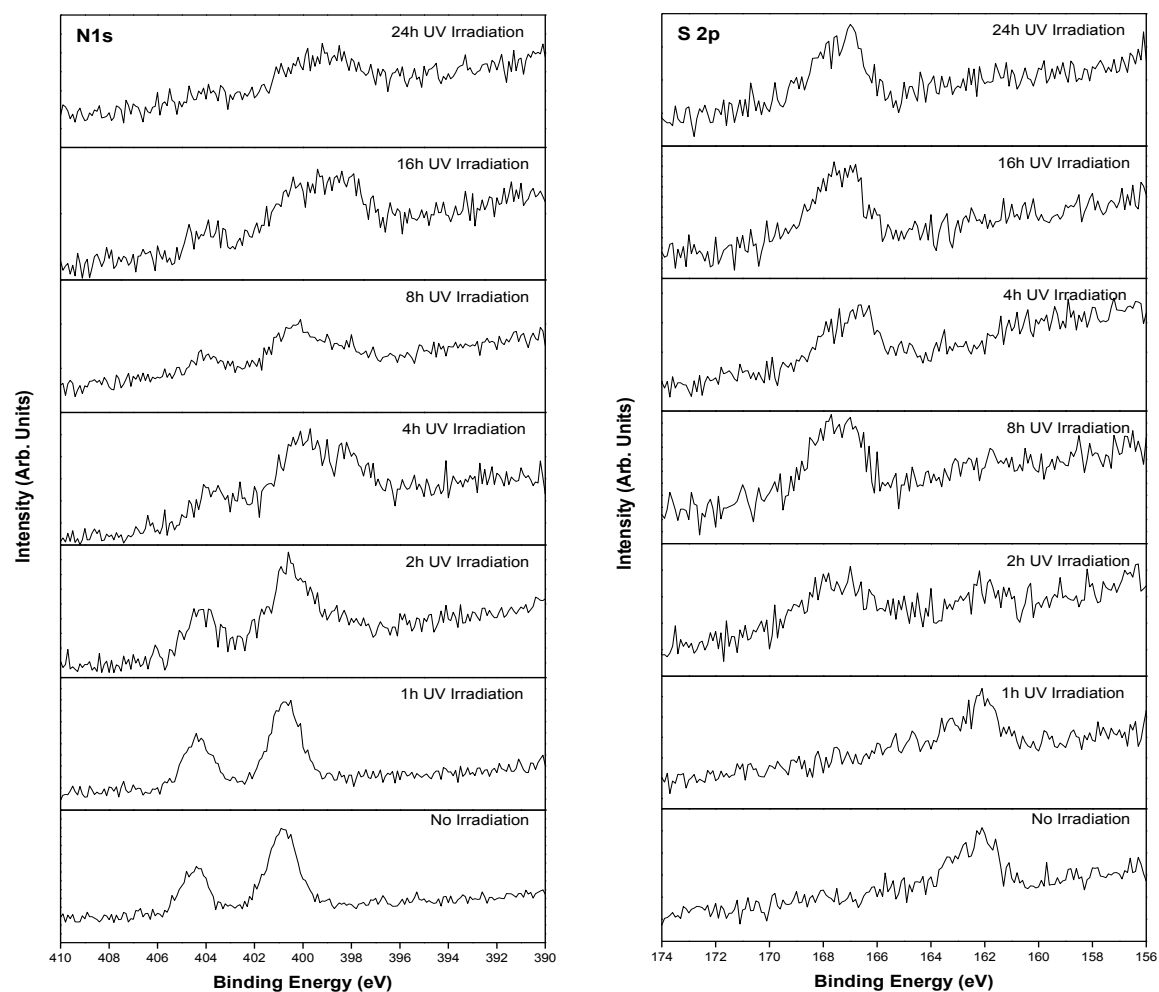 N1s
24h UV Irradiation
16h UV Irradiation
8h UV Irradiation
4h UV Irradiation
2h UV Irradiation
1h UV Irradiation
No Irradiation
Intensity (Arb. Units)
410 408 406 404 402 400 398 396 394 392 390
Binding Energy (eV)
S 2p
24h UV Irradiation
16h UV Irradiation
4h UV Irradiation
8h UV Irradiation
2h UV Irradiation
1h UV Irradiation
No Irradiation
Intensity (Arb. Units)
174 172 170 168 166 164 162 160 158 156
Binding Energy (eV)